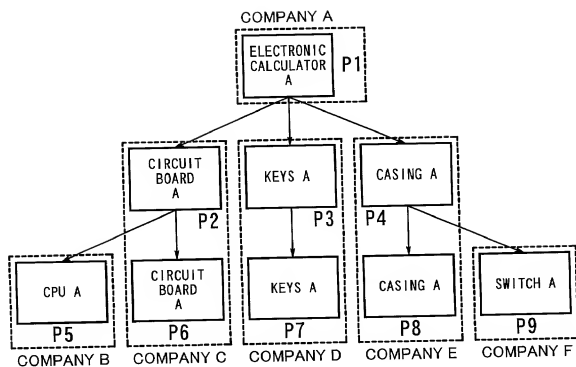 COMPANY A
ELECTRONIC
CALCULATOR
A
P1
CIRCUIT
BOARD
A
P2
KEYS A
P3
CASING A
P4
CPU A
P5
CIRCUIT
BOARD
A
P6
KEYS A
P7
CASING A
P8
SWITCH A
P9
COMPANY B
COMPANY C
COMPANY D
COMPANY E
COMPANY F